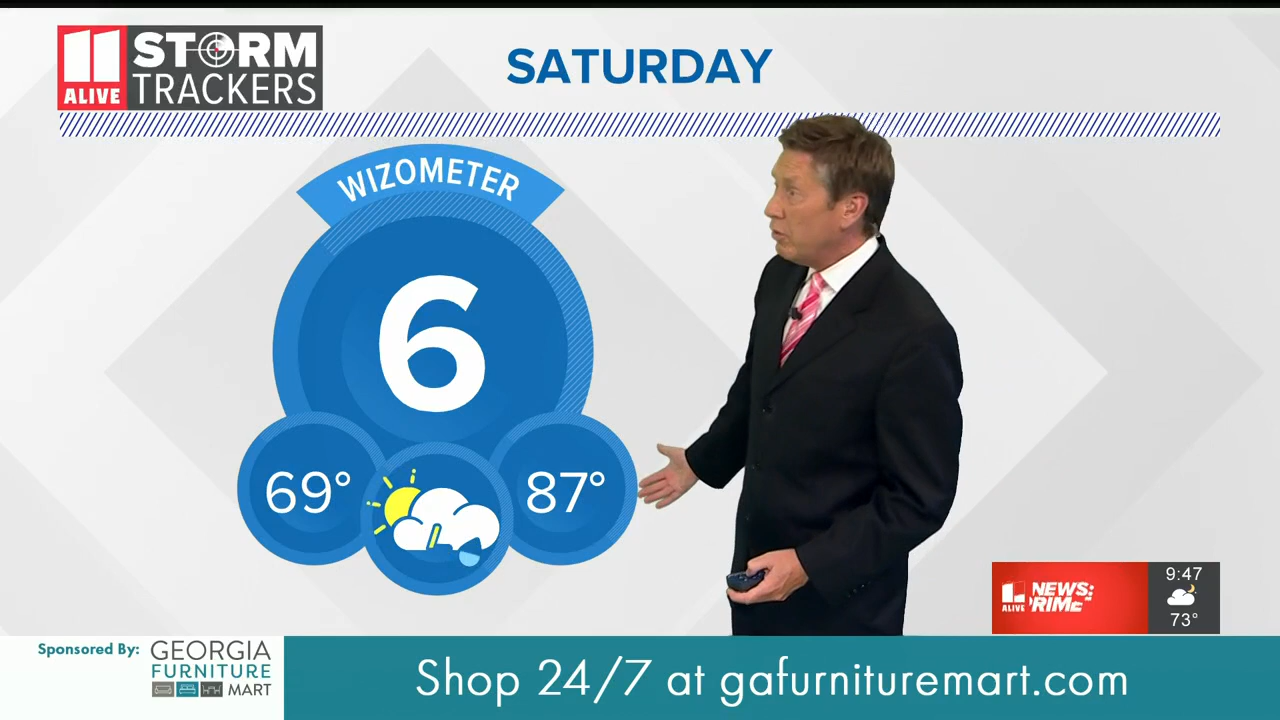 11
ALIVE
STORM
TRACKERS
SATURDAY
WIZOMETER
6
69°
87°
11
ALIVE
NEWS:
9:47
73°
Sponsored By:
GEORGIA
FURNITURE
MART
Shop 24/7 at gafurnituremart.com